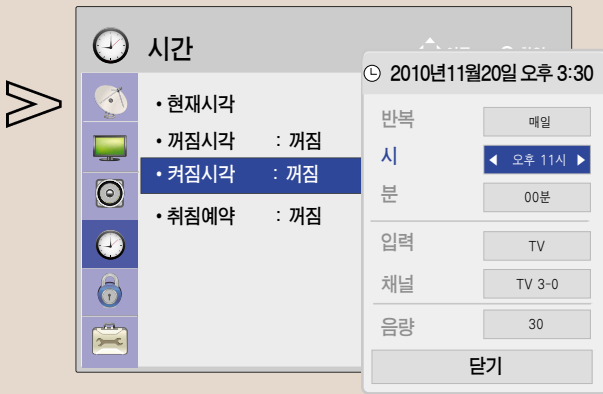 시간
• 현재시각
• 꺼짐시각 : 꺼짐
• 켜짐시각 : 꺼짐
• 취침예약 : 꺼짐
2010년11월20일 오후 3:30
반복 매일
시 ◀ 오후 11시 ▶
분 00분
입력 TV
채널 TV 3-0
음량 30
닫기